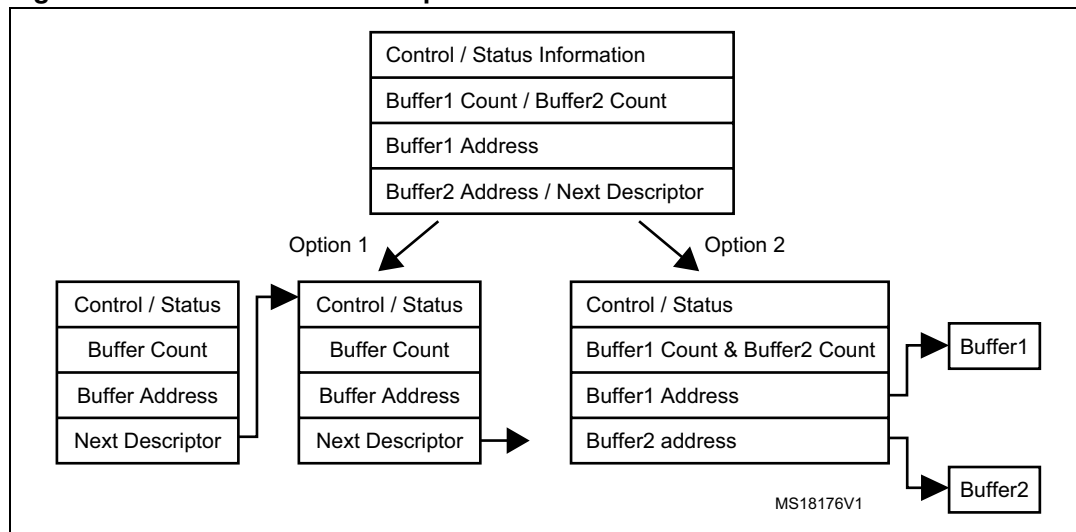 Control / Status Information
Buffer1 Count / Buffer2 Count
Buffer1 Address
Buffer2 Address / Next Descriptor
Option 1
Option 2
Control / Status
Buffer Count
Buffer Address
Next Descriptor
Control / Status
Buffer Count
Buffer Address
Next Descriptor
Control / Status
Buffer1 Count & Buffer2 Count
Buffer1 Address
Buffer2 address
Buffer1
Buffer2
MS18176V1